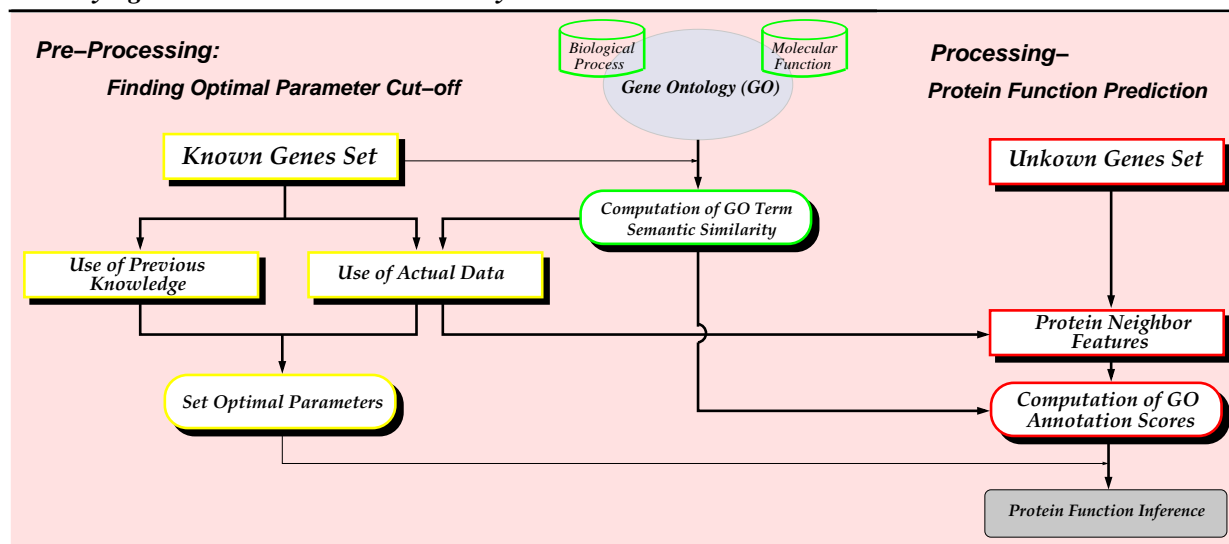 Pre–Processing:
Finding Optimal Parameter Cut–off
Biological
Process
Molecular
Function
Gene Ontology (GO)
Processing–
Protein Function Prediction
Known Genes Set
Unkown Genes Set
Computation of GO Term
Semantic Similarity
Use of Previous
Knowledge
Use of Actual Data
Protein Neighbor
Features
Set Optimal Parameters
Computation of GO
Annotation Scores
Protein Function Inference